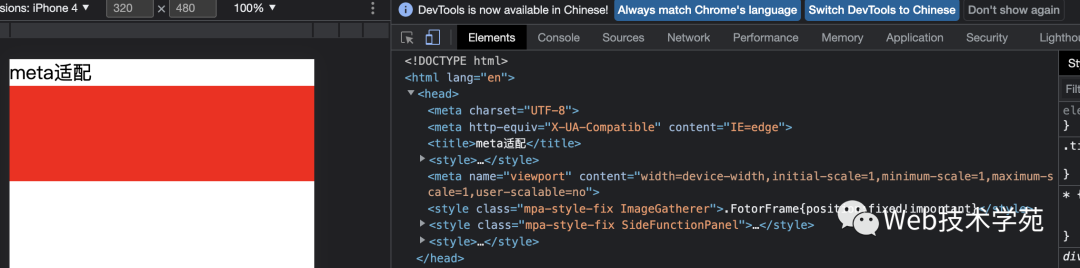 sions: iPhone 4 ▼ 320 × 480 100% ▼
DevTools is now available in Chinese! Always match Chrome's language Switch DevTools to Chinese Don't show again
Elements Console Sources Network Performance Memory Application Security Lighthou
meta适配
<!DOCTYPE html>
<html lang="en">
▼<head>
<meta charset="UTF-8">
<meta http-equiv="X-UA-Compatible" content="IE=edge">
<title>meta适配</title>
▶<style>…</style>
<meta name="viewport" content="width=device-width,initial-scale=1,minimum-scale=1,maximum-s
cale=1,user-scalable=no">
<style class="mpa-style-fix ImageGatherer">.FotorFrame{position:fixed!important}</style>
▶<style class="mpa-style-fix SideFunctionPanel">…</style>
▶<style>…</style>
</head>
Sty
Filt
ele
}
.ti
}
* {
}
div
Web技术学苑